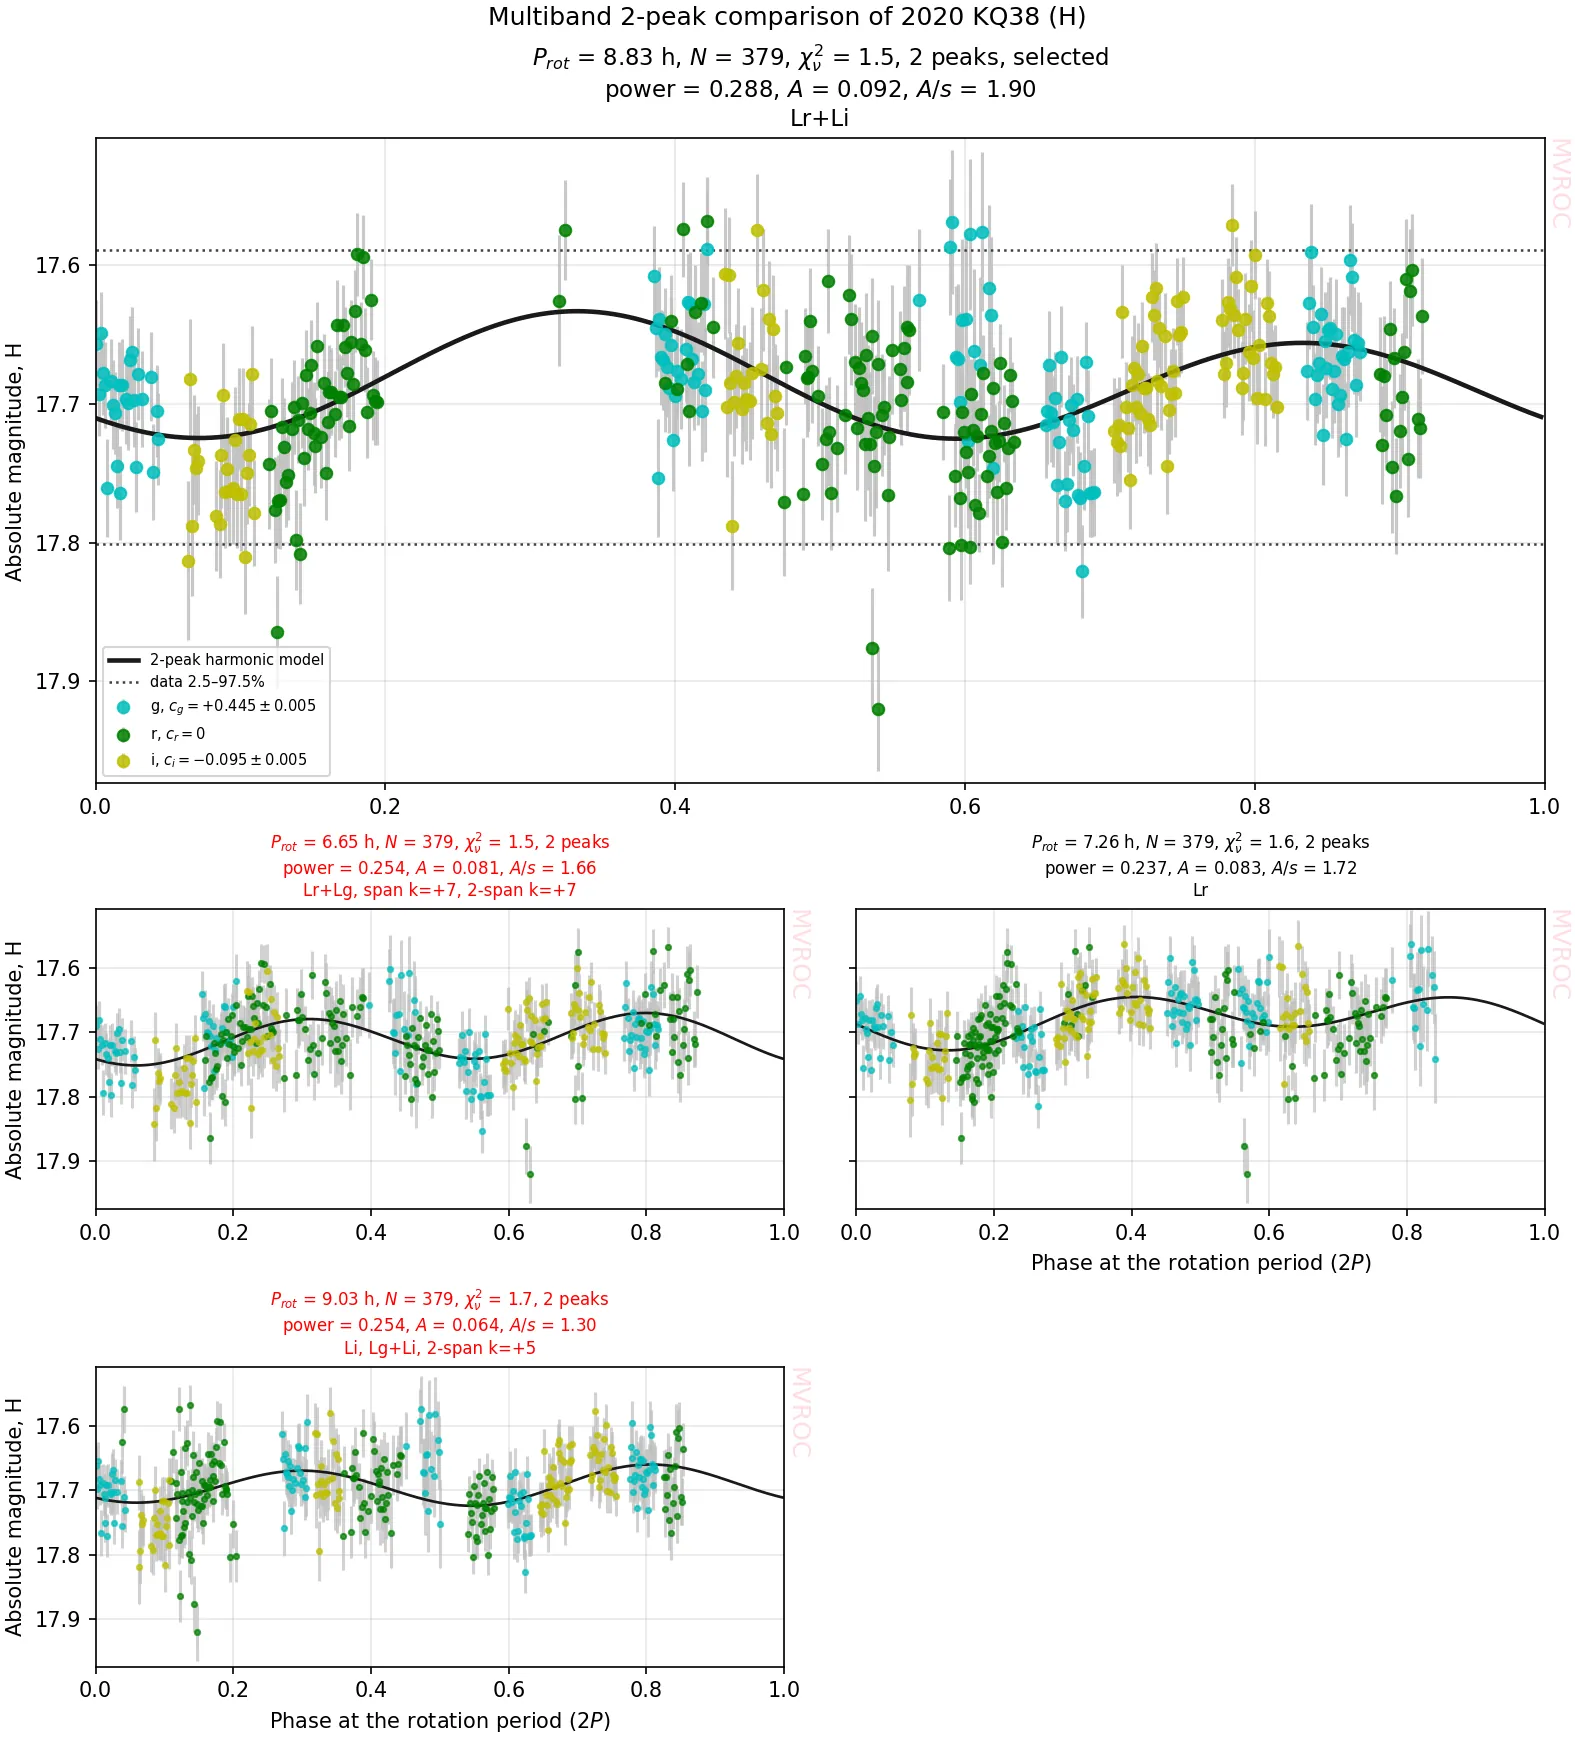 Multiband 2-peak comparison of 2020 KQ38 (H)
P_rot = 8.83 h, N = 379, χ²_ν = 1.5, 2 peaks, selected
power = 0.288, A = 0.092, A/s = 1.90
Lr+Li
MVROC
Absolute magnitude, H
17.6
17.7
17.8
17.9
2-peak harmonic model
data 2.5–97.5%
g, c_g = +0.445 ± 0.005
r, c_r = 0
i, c_i = −0.095 ± 0.005
0.0 0.2 0.4 0.6 0.8 1.0
P_rot = 6.65 h, N = 379, χ²_ν = 1.5, 2 peaks
power = 0.254, A = 0.081, A/s = 1.66
Lr+Lg, span k=+7, 2-span k=+7
MVROC
Absolute magnitude, H
17.6
17.7
17.8
17.9
0.0 0.2 0.4 0.6 0.8 1.0
P_rot = 7.26 h, N = 379, χ²_ν = 1.6, 2 peaks
power = 0.237, A = 0.083, A/s = 1.72
Lr
MVROC
0.0 0.2 0.4 0.6 0.8 1.0
Phase at the rotation period (2P)
P_rot = 9.03 h, N = 379, χ²_ν = 1.7, 2 peaks
power = 0.254, A = 0.064, A/s = 1.30
Li, Lg+Li, 2-span k=+5
MVROC
Absolute magnitude, H
17.6
17.7
17.8
17.9
0.0 0.2 0.4 0.6 0.8 1.0
Phase at the rotation period (2P)